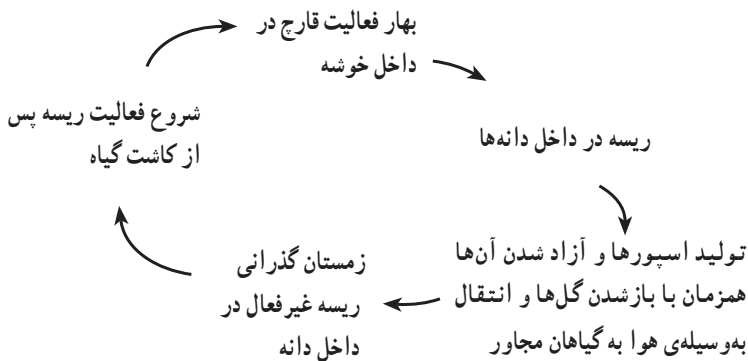 بهار فعالیت قارچ در
داخل خوشه
ریسه در داخل دانه‌ها
تولید اسپورها و آزاد شدن آن‌ها
همزمان با بازشدن گل‌ها و انتقال
به‌وسیله‌ی هوا به گیاهان مجاور
زمستان گذرانی
ریسه غیرفعال در
داخل دانه
شروع فعالیت ریسه پس
از کاشت گیاه